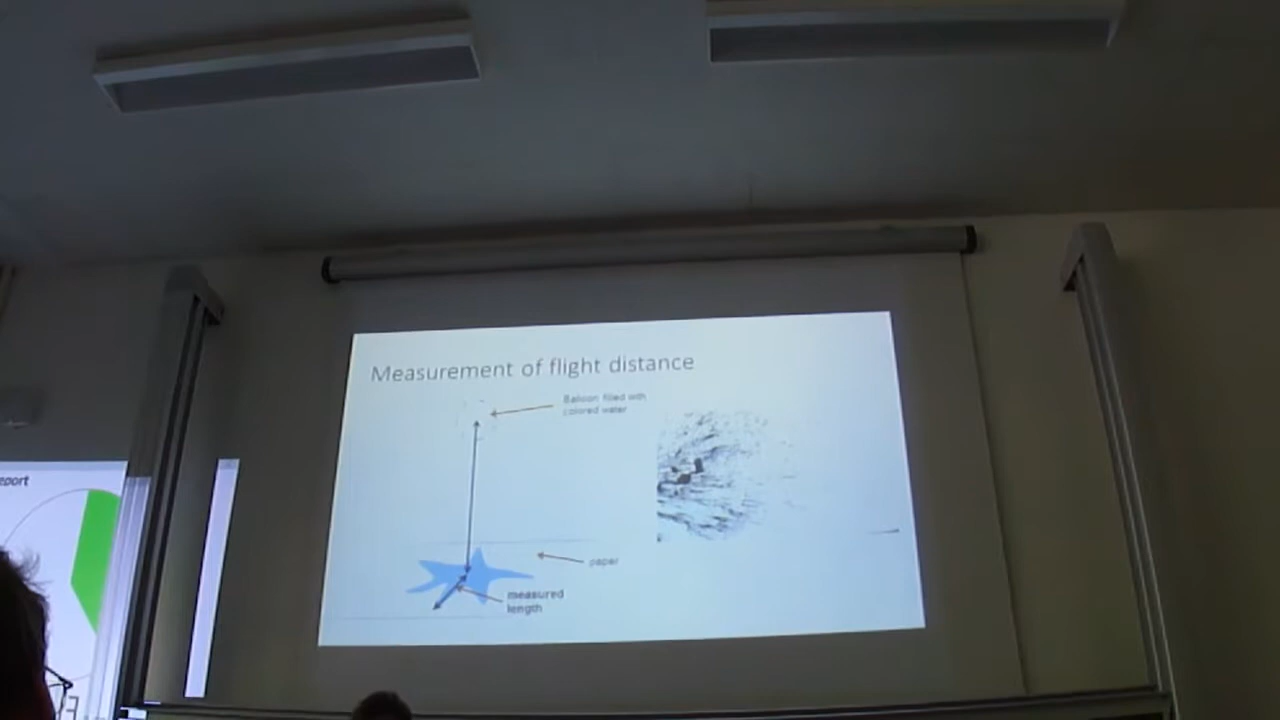 Measurement of flight distance
Balloon filled with
colored water
paper
measured
length